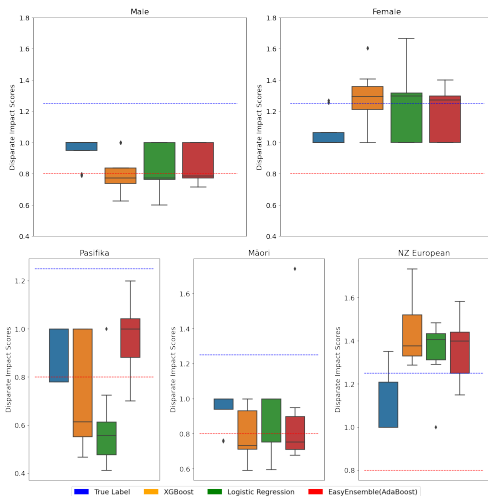 Male
Female
Disparate Impact Scores
1.8
1.6
1.4
1.2
1.0
0.8
0.6
0.4
Disparate Impact Scores
1.8
1.6
1.4
1.2
1.0
0.8
0.6
0.4
Pasifika
Māori
NZ European
Disparate Impact Scores
1.2
1.0
0.8
0.6
0.4
Disparate Impact Scores
1.6
1.4
1.2
1.0
0.8
0.6
Disparate Impact Scores
1.6
1.4
1.2
1.0
0.8
True Label
XGBoost
Logistic Regression
EasyEnsemble(AdaBoost)